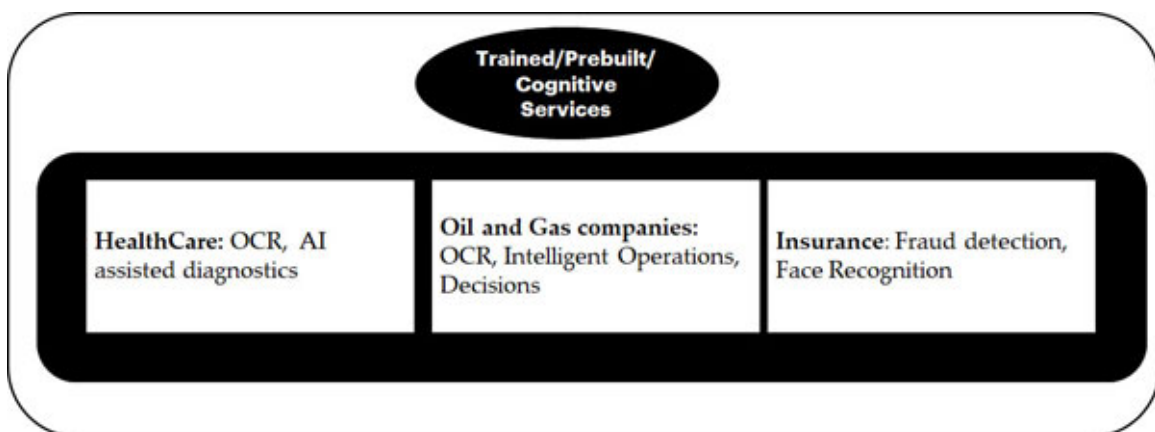 Trained/Prebuilt/
Cognitive
Services
HealthCare: OCR, AI
assisted diagnostics
Oil and Gas companies:
OCR, Intelligent Operations,
Decisions
Insurance: Fraud detection,
Face Recognition